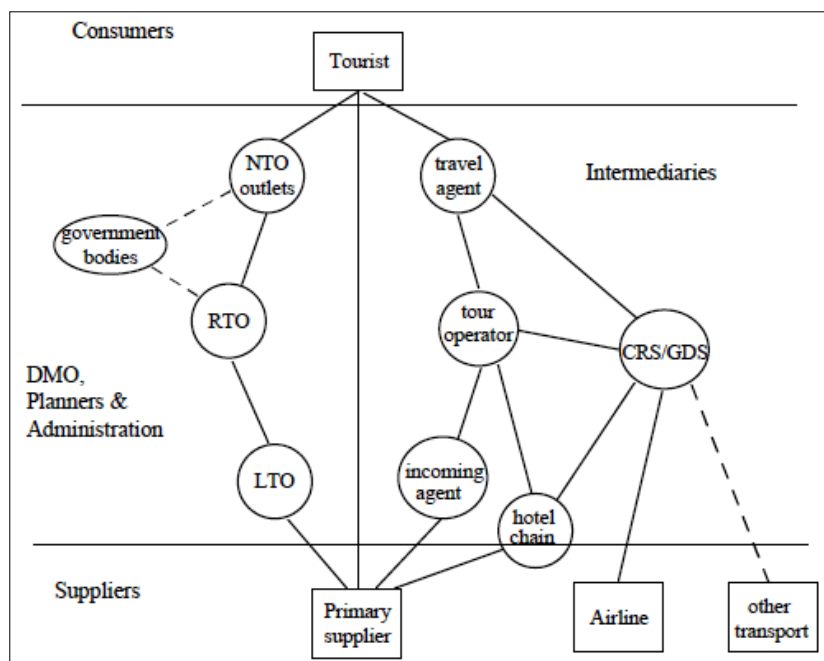 Consumers
Tourist
NTO
outlets
travel
agent
Intermediaries
government
bodies
RTO
tour
operator
CRS/GDS
DMO,
Planners &
Administration
LTO
incoming
agent
hotel
chain
Suppliers
Primary
supplier
Airline
other
transport